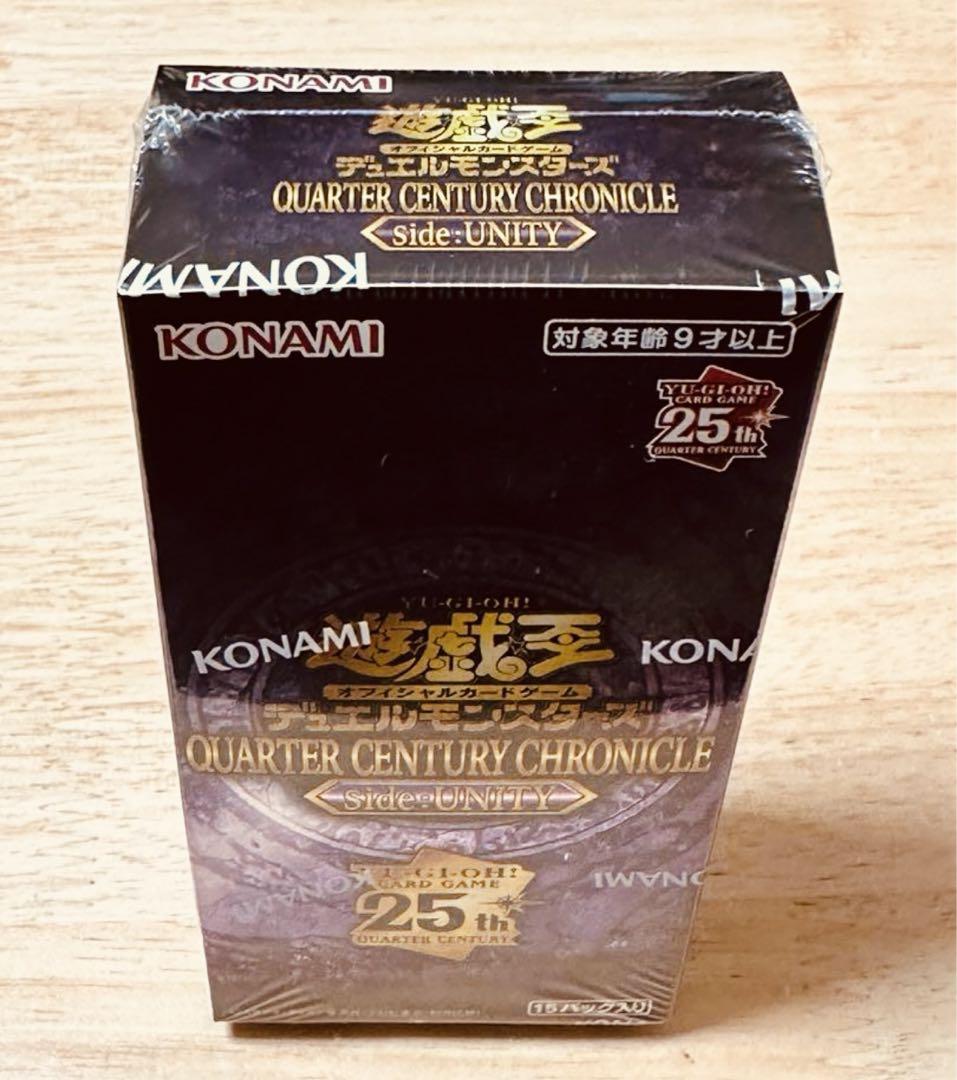 KONAMI
遊戯王
オフィシャルカードゲーム
デュエルモンスターズ
QUARTER CENTURY CHRONICLE
side:UNITY
KONAMI
KONAMI
KONAMI
対象年齢9才以上
YU-GI-OH!
CARD GAME
25th
QUARTER CENTURY
YU-GI-OH!
KONAMI
遊戯王
KONA
オフィシャルカードゲーム
デュエルモンスターズ
QUARTER CENTURY CHRONICLE
side:UNITY
YU-GI-OH!
CARD GAME
25th
QUARTER CENTURY
KONAMI
KONAMI
15パック入り